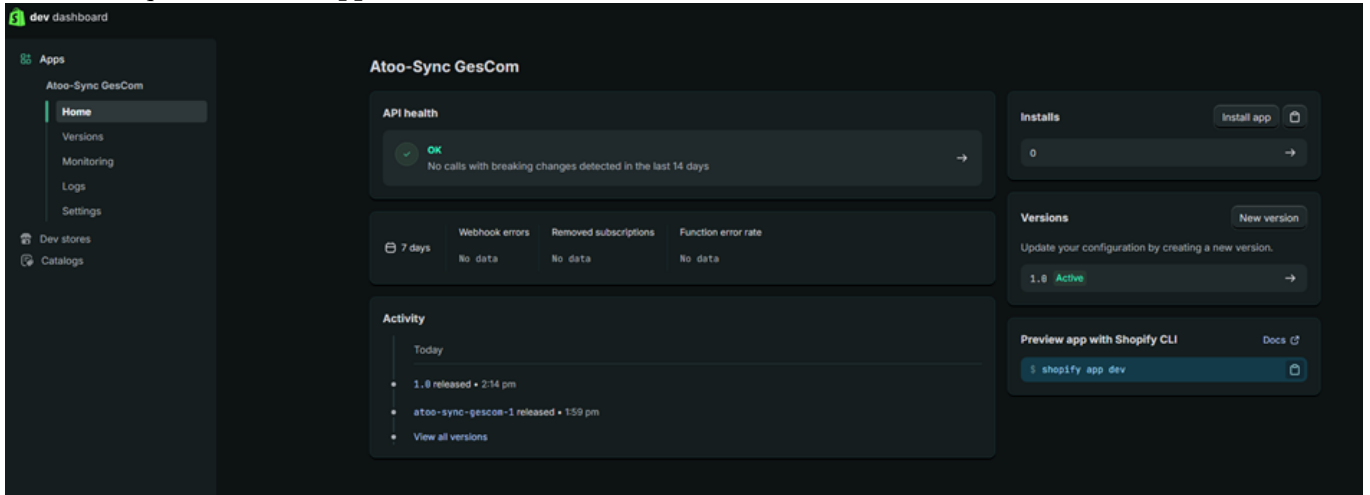 dev dashboard
Apps
Atoo-Sync GesCom
Home
Versions
Monitoring
Logs
Settings
Dev stores
Catalogs
Atoo-Sync GesCom
API health
OK
No calls with breaking changes detected in the last 14 days
7 days
Webhook errors
No data
Removed subscriptions
No data
Function error rate
No data
Activity
Today
1.0 released • 2:14 pm
atoo-sync-gescom-1 released • 1:59 pm
View all versions
Installs
Install app
0
Versions
New version
Update your configuration by creating a new version.
1.0 Active
Preview app with Shopify CLI
Docs
$ shopify app dev